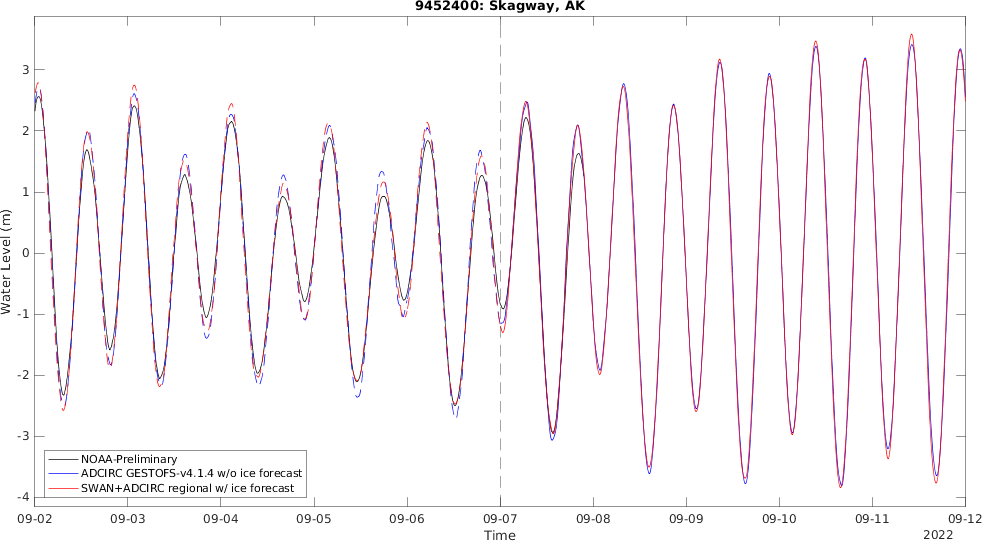 9452400: Skagway, AK
Water Level (m)
3
2
1
0
-1
-2
-3
-4
NOAA-Preliminary
ADCIRC GESTOFS-v4.1.4 w/o ice forecast
SWAN+ADCIRC regional w/ ice forecast
09-02 09-03 09-04 09-05 09-06 09-07 09-08 09-09 09-10 09-11 09-12
Time
2022